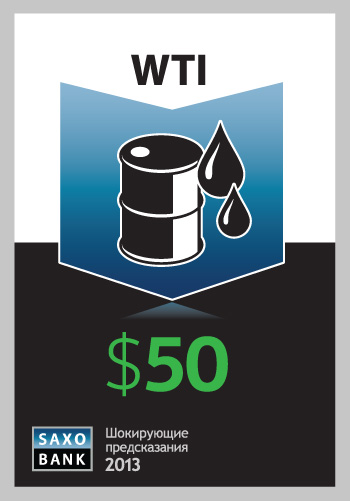 WTI
$50
SAXO
BANK
Шокирующие
предсказания
2013